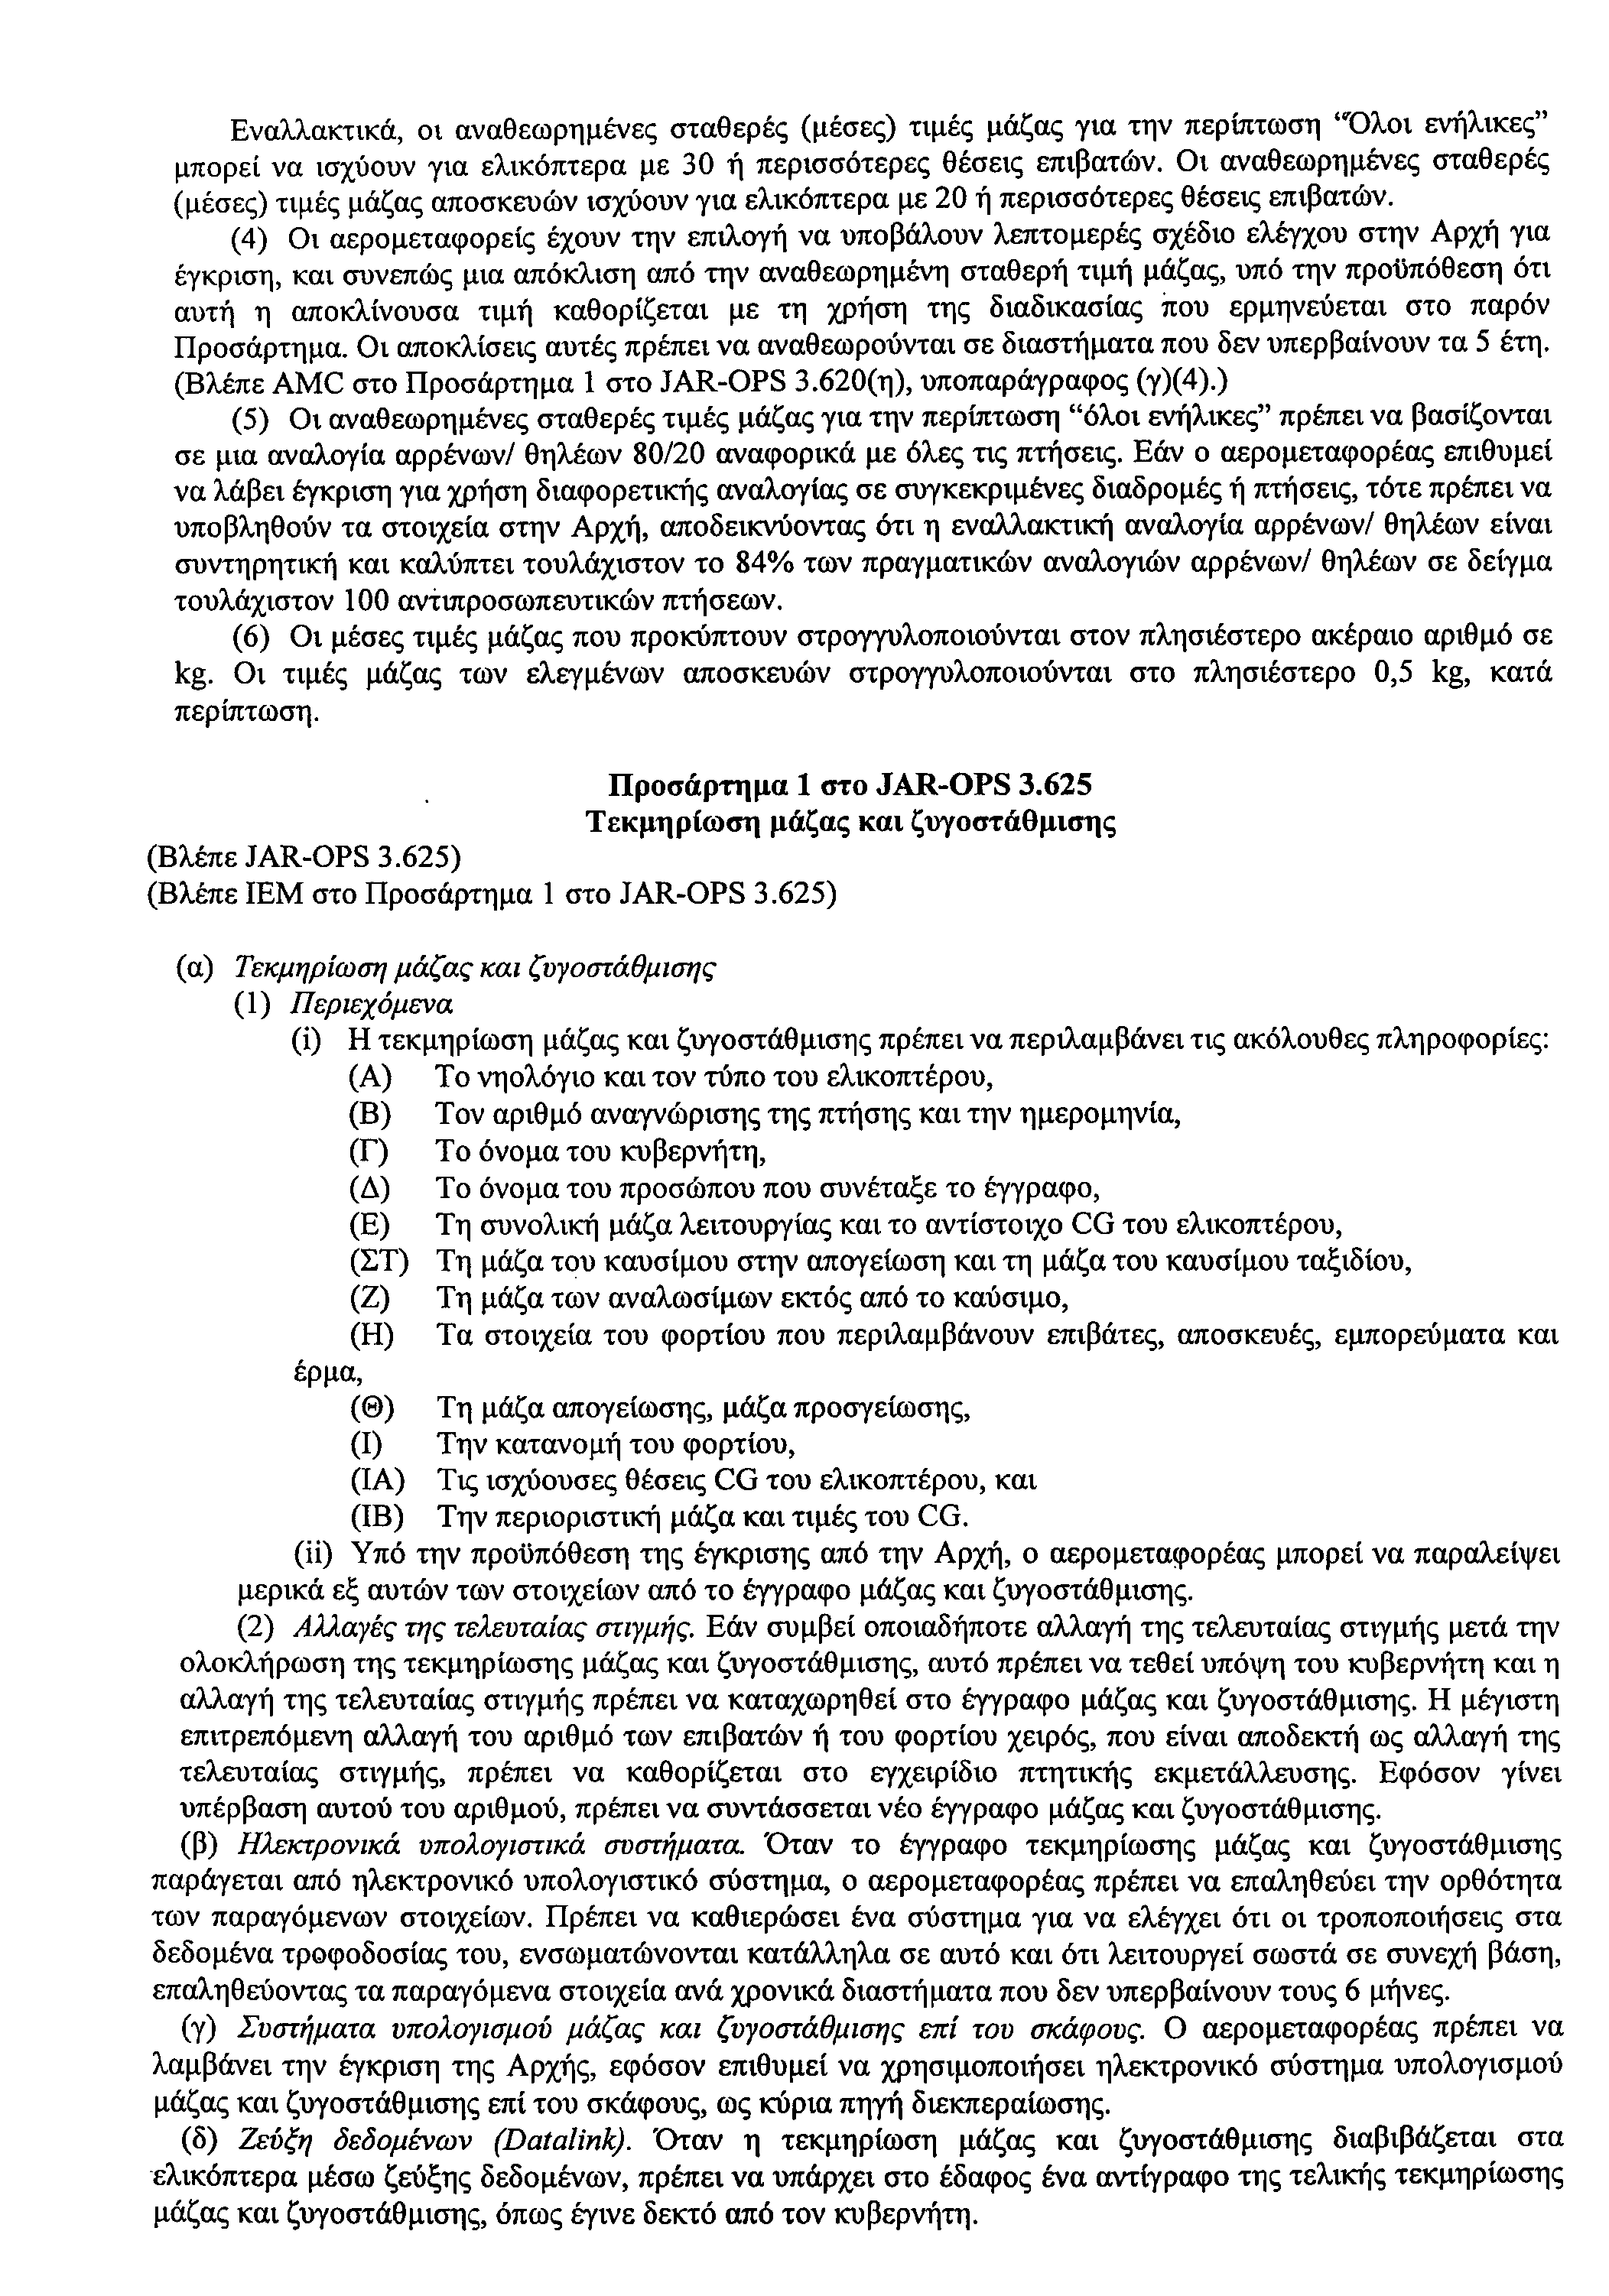 Εναλλακτικά, οι αναθεωρημένες σταθερές (μέσες) τιμές μάζας για την περίπτωση “Όλοι ενήλικες”
μπορεί να ισχύουν για ελικόπτερα με 30 ή περισσότερες θέσεις επιβατών. Οι αναθεωρημένες σταθερές
(μέσες) τιμές μάζας αποσκευών ισχύουν για ελικόπτερα με 20 ή περισσότερες θέσεις επιβατών.
(4) Οι αερομεταφορείς έχουν την επιλογή να υποβάλουν λεπτομερές σχέδιο ελέγχου στην Αρχή για
έγκριση, και συνεπώς μια απόκλιση από την αναθεωρημένη σταθερή τιμή μάζας, υπό την προϋπόθεση ότι
αυτή η αποκλίνουσα τιμή καθορίζεται με τη χρήση της διαδικασίας που ερμηνεύεται στο παρόν
Προσάρτημα. Οι αποκλίσεις αυτές πρέπει να αναθεωρούνται σε διαστήματα που δεν υπερβαίνουν τα 5 έτη.
(Βλέπε AMC στο Προσάρτημα 1 στο JAR-OPS 3.620(η), υποπαράγραφος (γ)(4).)
(5) Οι αναθεωρημένες σταθερές τιμές μάζας για την περίπτωση “όλοι ενήλικες” πρέπει να βασίζονται
σε μια αναλογία αρρένων/ θηλέων 80/20 αναφορικά με όλες τις πτήσεις. Εάν ο αερομεταφορέας επιθυμεί
να λάβει έγκριση για χρήση διαφορετικής αναλογίας σε συγκεκριμένες διαδρομές ή πτήσεις, τότε πρέπει να
υποβληθούν τα στοιχεία στην Αρχή, αποδεικνύοντας ότι η εναλλακτική αναλογία αρρένων/ θηλέων είναι
συντηρητική και καλύπτει τουλάχιστον το 84% των πραγματικών αναλογιών αρρένων/ θηλέων σε δείγμα
τουλάχιστον 100 αντιπροσωπευτικών πτήσεων.
(6) Οι μέσες τιμές μάζας που προκύπτουν στρογγυλοποιούνται στον πλησιέστερο ακέραιο αριθμό σε
kg. Οι τιμές μάζας των ελεγμένων αποσκευών στρογγυλοποιούνται στο πλησιέστερο 0,5 kg, κατά
περίπτωση.
Προσάρτημα 1 στο JAR-OPS 3.625
Τεκμηρίωση μάζας και ζυγοστάθμισης
(Βλέπε JAR-OPS 3.625)
(Βλέπε IEM στο Προσάρτημα 1 στο JAR-OPS 3.625)
(α) Τεκμηρίωση μάζας και ζυγοστάθμισης
(1) Περιεχόμενα
(i) Η τεκμηρίωση μάζας και ζυγοστάθμισης πρέπει να περιλαμβάνει τις ακόλουθες πληροφορίες:
(Α) Το νηολόγιο και τον τύπο του ελικοπτέρου,
(Β) Τον αριθμό αναγνώρισης της πτήσης και την ημερομηνία,
(Γ) Το όνομα του κυβερνήτη,
(Δ) Το όνομα του προσώπου που συνέταξε το έγγραφο,
(Ε) Τη συνολική μάζα λειτουργίας και το αντίστοιχο CG του ελικοπτέρου,
(ΣΤ) Τη μάζα του καυσίμου στην απογείωση και τη μάζα του καυσίμου ταξιδίου,
(Ζ) Τη μάζα των αναλωσίμων εκτός από το καύσιμο,
(Η) Τα στοιχεία του φορτίου που περιλαμβάνουν επιβάτες, αποσκευές, εμπορεύματα και
έρμα,
(Θ) Τη μάζα απογείωσης, μάζα προσγείωσης,
(Ι) Την κατανομή του φορτίου,
(ΙΑ) Τις ισχύουσες θέσεις CG του ελικοπτέρου, και
(ΙΒ) Την περιοριστική μάζα και τιμές του CG.
(ii) Υπό την προϋπόθεση της έγκρισης από την Αρχή, ο αερομεταφορέας μπορεί να παραλείψει
μερικά εξ αυτών των στοιχείων από το έγγραφο μάζας και ζυγοστάθμισης.
(2) Αλλαγές της τελευταίας στιγμής. Εάν συμβεί οποιαδήποτε αλλαγή της τελευταίας στιγμής μετά την
ολοκλήρωση της τεκμηρίωσης μάζας και ζυγοστάθμισης, αυτό πρέπει να τεθεί υπόψη του κυβερνήτη και η
αλλαγή της τελευταίας στιγμής πρέπει να καταχωρηθεί στο έγγραφο μάζας και ζυγοστάθμισης. Η μέγιστη
επιτρεπόμενη αλλαγή του αριθμό των επιβατών ή του φορτίου χειρός, που είναι αποδεκτή ως αλλαγή της
τελευταίας στιγμής, πρέπει να καθορίζεται στο εγχειρίδιο πτητικής εκμετάλλευσης. Εφόσον γίνει
υπέρβαση αυτού του αριθμού, πρέπει να συντάσσεται νέο έγγραφο μάζας και ζυγοστάθμισης.
(β) Ηλεκτρονικά υπολογιστικά συστήματα. Όταν το έγγραφο τεκμηρίωσης μάζας και ζυγοστάθμισης
παράγεται από ηλεκτρονικό υπολογιστικό σύστημα, ο αερομεταφορέας πρέπει να επαληθεύει την ορθότητα
των παραγόμενων στοιχείων. Πρέπει να καθιερώσει ένα σύστημα για να ελέγχει ότι οι τροποποιήσεις στα
δεδομένα τροφοδοσίας του, ενσωματώνονται κατάλληλα σε αυτό και ότι λειτουργεί σωστά σε συνεχή βάση,
επαληθεύοντας τα παραγόμενα στοιχεία ανά χρονικά διαστήματα που δεν υπερβαίνουν τους 6 μήνες.
(γ) Συστήματα υπολογισμού μάζας και ζυγοστάθμισης επί του σκάφους. Ο αερομεταφορέας πρέπει να
λαμβάνει την έγκριση της Αρχής, εφόσον επιθυμεί να χρησιμοποιήσει ηλεκτρονικό σύστημα υπολογισμού
μάζας και ζυγοστάθμισης επί του σκάφους, ως κύρια πηγή διεκπεραίωσης.
(δ) Ζεύξη δεδομένων (Datalink). Όταν η τεκμηρίωση μάζας και ζυγοστάθμισης διαβιβάζεται στα
ελικόπτερα μέσω ζεύξης δεδομένων, πρέπει να υπάρχει στο έδαφος ένα αντίγραφο της τελικής τεκμηρίωσης
μάζας και ζυγοστάθμισης, όπως έγινε δεκτό από τον κυβερνήτη.